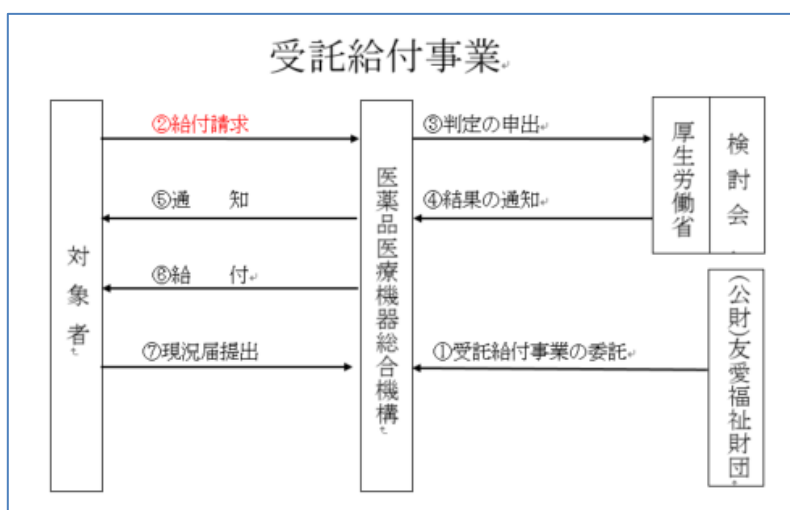 受託給付事業
②給付請求
③判定の申出
⑤通　　知
④結果の通知
⑥給　　付
⑦現況届提出
①受託給付事業の委託
対象者
医薬品医療機器総合機構
厚生労働省
検討会
(公財)友愛福祉財団